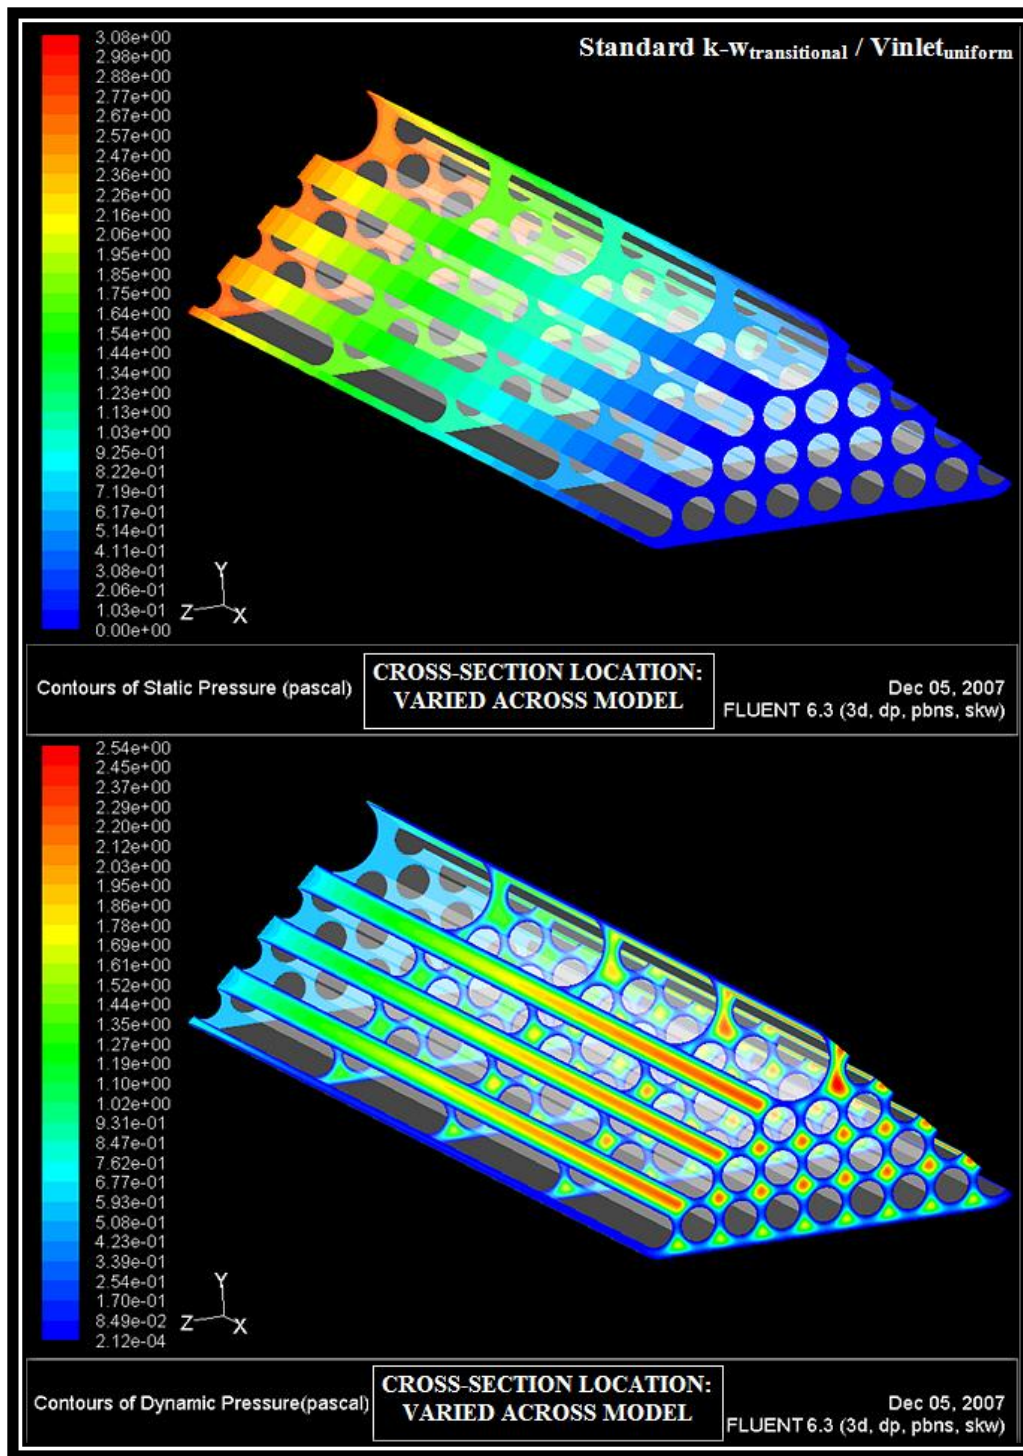 Standard k-wtransitional / Vinletuniform
3.08e+00
2.98e+00
2.88e+00
2.77e+00
2.67e+00
2.57e+00
2.47e+00
2.36e+00
2.26e+00
2.16e+00
2.06e+00
1.95e+00
1.85e+00
1.75e+00
1.64e+00
1.54e+00
1.44e+00
1.34e+00
1.23e+00
1.13e+00
1.03e+00
9.25e-01
8.22e-01
7.19e-01
6.17e-01
5.14e-01
4.11e-01
3.08e-01
2.06e-01
1.03e-01
0.00e+00
Y
Z
X
Contours of Static Pressure (pascal)
CROSS-SECTION LOCATION:
VARIED ACROSS MODEL
Dec 05, 2007
FLUENT 6.3 (3d, dp, pbns, skw)
2.54e+00
2.45e+00
2.37e+00
2.29e+00
2.20e+00
2.12e+00
2.03e+00
1.95e+00
1.86e+00
1.78e+00
1.69e+00
1.61e+00
1.52e+00
1.44e+00
1.35e+00
1.27e+00
1.19e+00
1.10e+00
1.02e+00
9.31e-01
8.47e-01
7.62e-01
6.77e-01
5.93e-01
5.08e-01
4.23e-01
3.39e-01
2.54e-01
1.70e-01
8.49e-02
2.12e-04
Y
Z
X
Contours of Dynamic Pressure(pascal)
CROSS-SECTION LOCATION:
VARIED ACROSS MODEL
Dec 05, 2007
FLUENT 6.3 (3d, dp, pbns, skw)